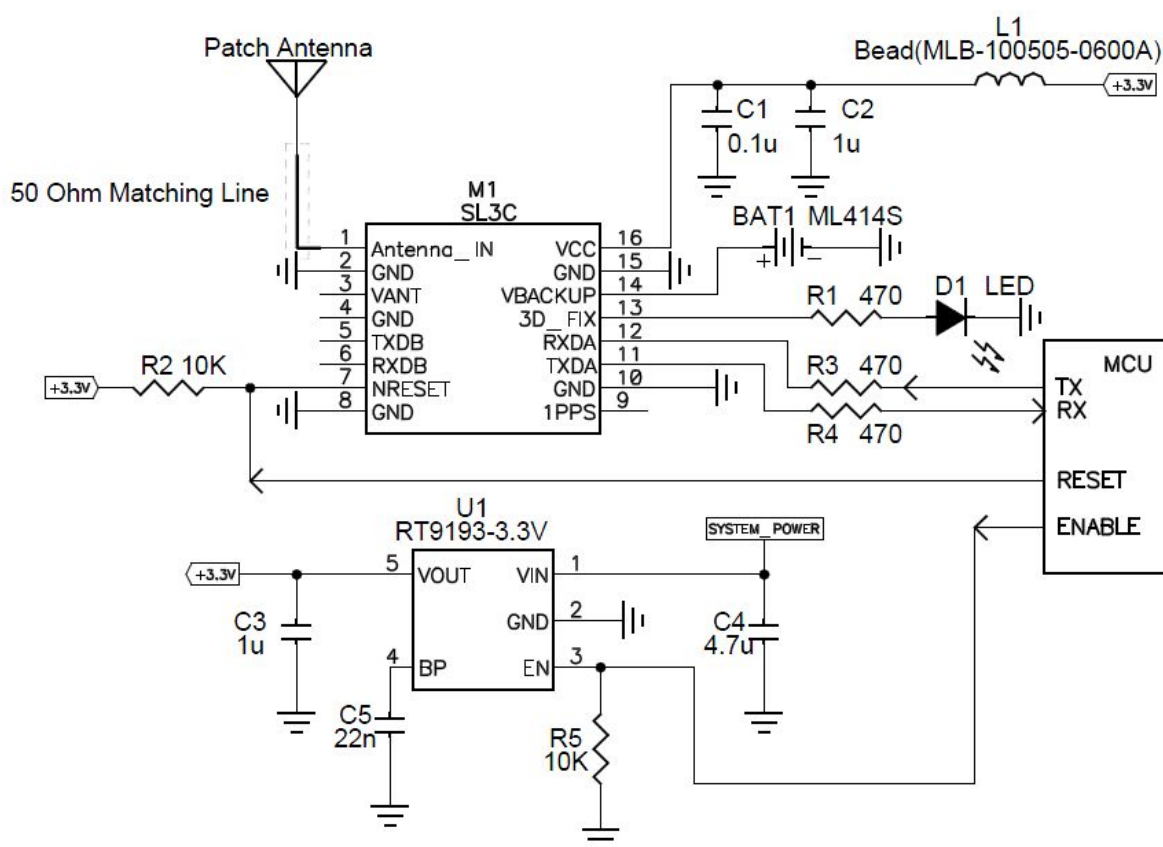 L1
Patch Antenna
Bead(MLB-100505-0600A)
+3.3V
C1
0.1u
C2
1u
50 Ohm Matching Line
M1
SL3C
BAT1 ML414S
+ -
1 Antenna_IN
2 GND
3 VANT
4 GND
5 TXDB
6 RXDB
7 NRESET
8 GND
VCC 16
GND 15
VBACKUP 14
3D_FIX 13
RXDA 12
TXDA 11
GND 10
1PPS 9
R1 470
D1 LED
R2 10K
+3.3V
R3 470
R4 470
MCU
TX
RX
RESET
ENABLE
U1
RT9193-3.3V
SYSTEM_POWER
+3.3V
5 VOUT
VIN 1
GND 2
4 BP
EN 3
C3
1u
C4
4.7u
C5
22n
R5
10K